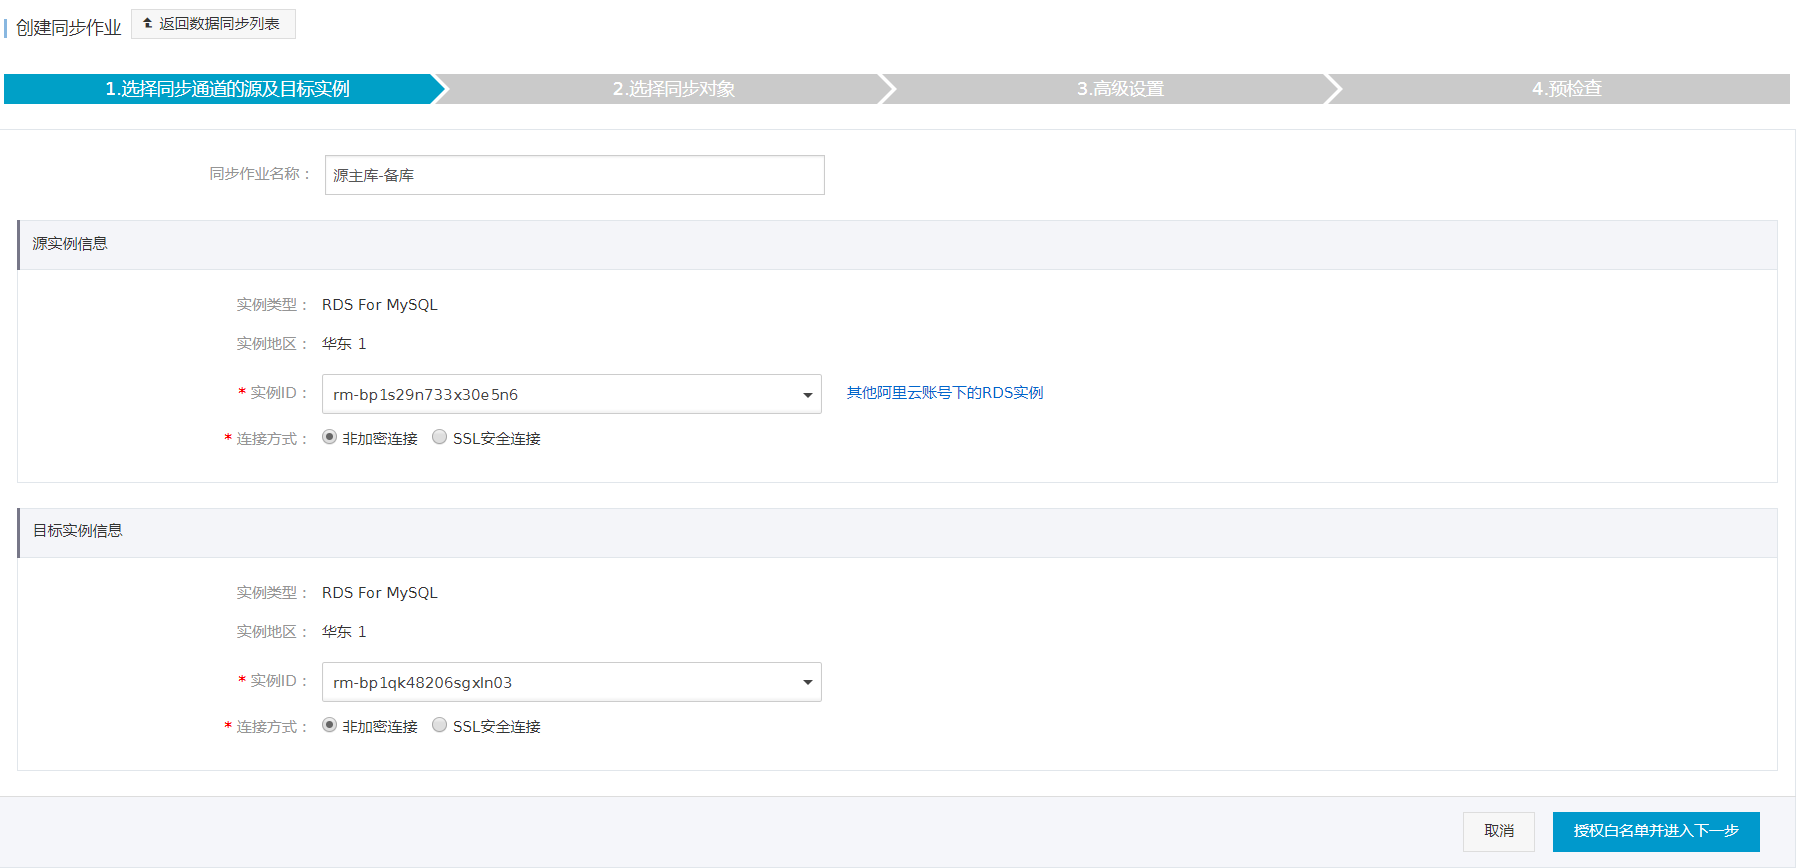 创建同步作业 返回数据同步列表
1.选择同步通道的源及目标实例 2.选择同步对象 3.高级设置 4.预检查
同步作业名称： 源主库-备库
源实例信息
实例类型： RDS For MySQL
实例地区： 华东 1
* 实例ID： rm-bp1s29n733x30e5n6 其他阿里云账号下的RDS实例
* 连接方式： 非加密连接 SSL安全连接
目标实例信息
实例类型： RDS For MySQL
实例地区： 华东 1
* 实例ID： rm-bp1qk48206sgxln03
* 连接方式： 非加密连接 SSL安全连接
取消 授权白名单并进入下一步